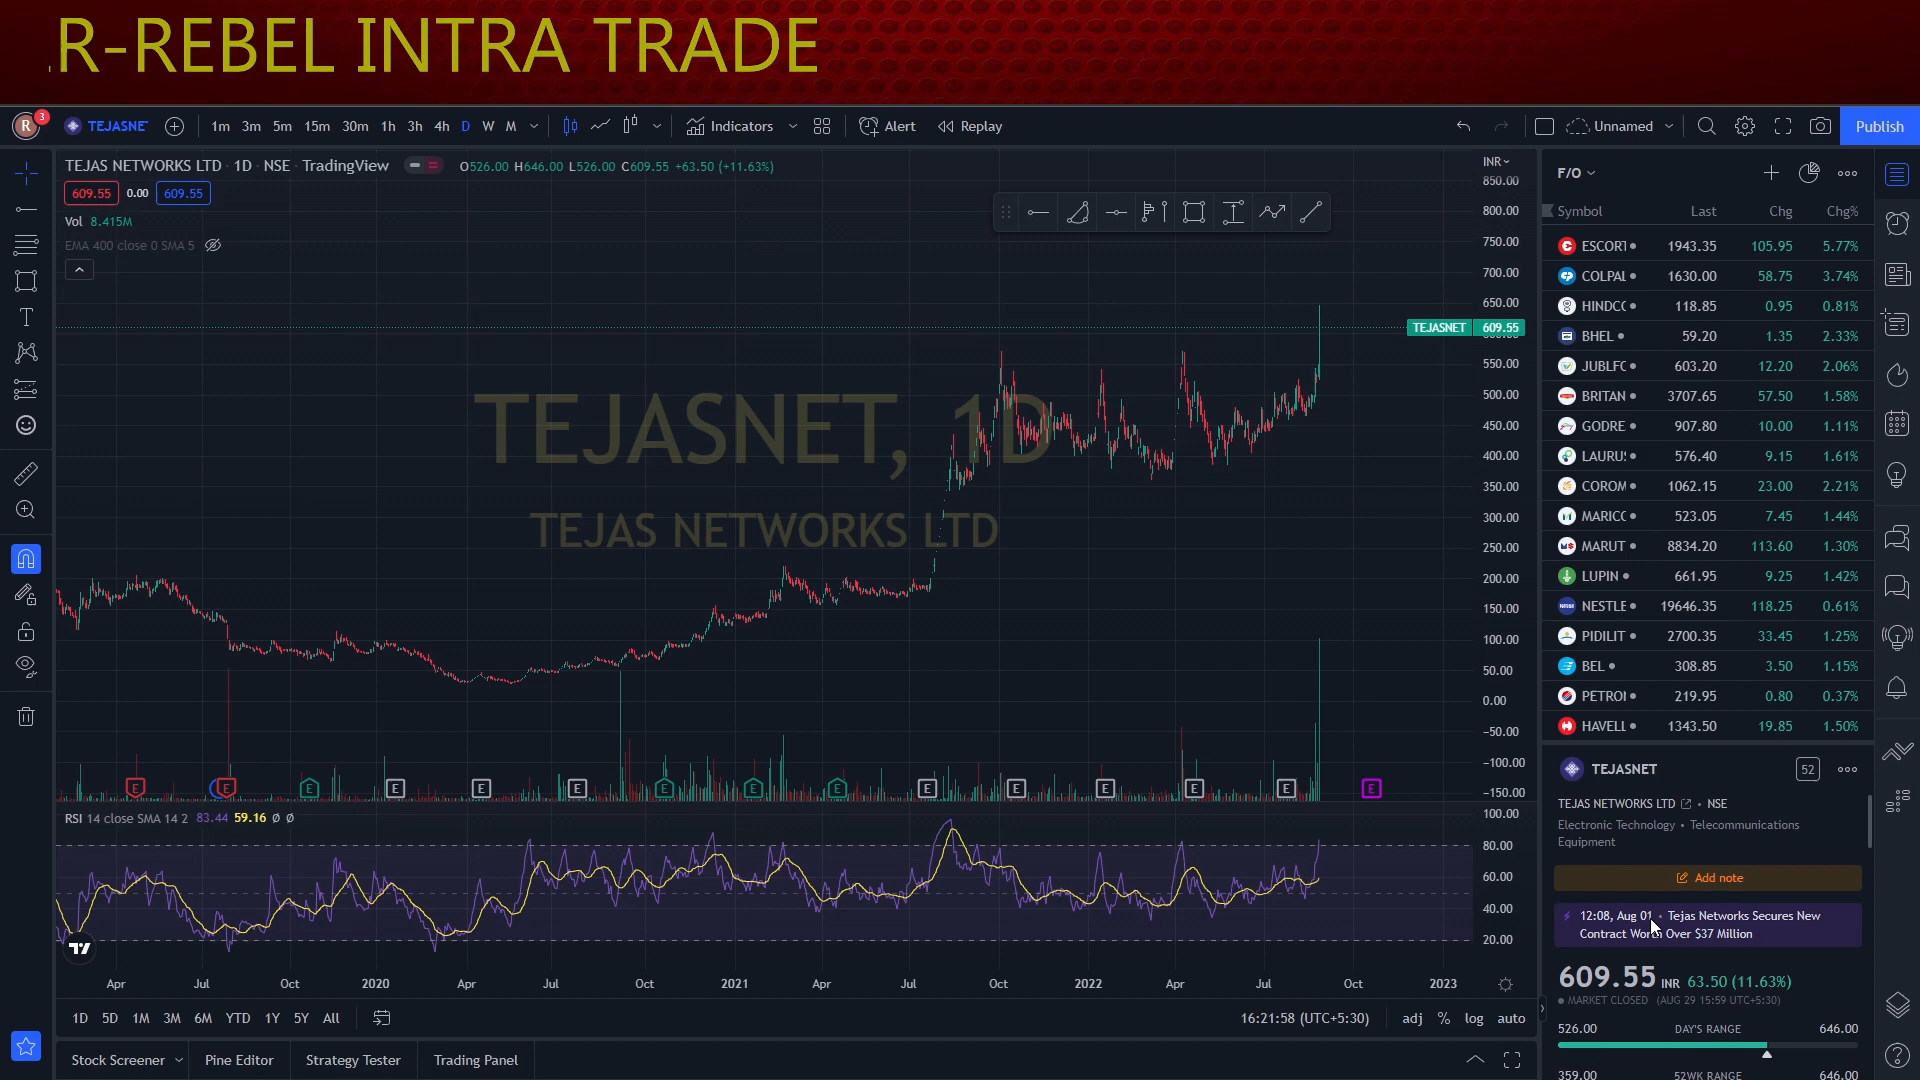 .R-REBEL INTRA TRADE
R 3 TEJASNE 1m 3m 5m 15m 30m 1h 3h 4h D W M Indicators Alert Replay Unnamed Publish
TEJAS NETWORKS LTD · 1D · NSE · TradingView O526.00 H646.00 L526.00 C609.55 +63.50 (+11.63%)
609.55 0.00 609.55
Vol 8.415M
EMA 400 close 0 SMA 5
INR
850.00
800.00
750.00
700.00
650.00
TEJASNET 609.55
550.00
500.00
450.00
400.00
350.00
300.00
250.00
200.00
150.00
100.00
50.00
0.00
−50.00
−100.00
−150.00
TEJASNET, 1D
TEJAS NETWORKS LTD
E E E E E E E E E E E E E E E
RSI 14 close SMA 14 2 83.44 59.16 Ø Ø
100.00
80.00
60.00
40.00
20.00
Apr Jul Oct 2020 Apr Jul Oct 2021 Apr Jul Oct 2022 Apr Jul Oct 2023
1D 5D 1M 3M 6M YTD 1Y 5Y All 16:21:58 (UTC+5:30) adj % log auto
Stock Screener Pine Editor Strategy Tester Trading Panel
F/O
Symbol Last Chg Chg%
ESCORT 1943.35 105.95 5.77%
COLPAL 1630.00 58.75 3.74%
HINDCO 118.85 0.95 0.81%
BHEL 59.20 1.35 2.33%
JUBLFO 603.20 12.20 2.06%
BRITAN 3707.65 57.50 1.58%
GODRE 907.80 10.00 1.11%
LAURUS 576.40 9.15 1.61%
COROM 1062.15 23.00 2.21%
MARICO 523.05 7.45 1.44%
MARUT 8834.20 113.60 1.30%
LUPIN 661.95 9.25 1.42%
NESTLE 19646.35 118.25 0.61%
PIDILIT 2700.35 33.45 1.25%
BEL 308.85 3.50 1.15%
PETRO 219.95 0.80 0.37%
HAVELL 1343.50 19.85 1.50%
TEJASNET 52
TEJAS NETWORKS LTD • NSE
Electronic Technology • Telecommunications
Equipment
Add note
12:08, Aug 01 • Tejas Networks Secures New
Contract Worth Over $37 Million
609.55 INR 63.50 (11.63%)
MARKET CLOSED (AUG 29 15:59 UTC+5:30)
526.00 DAY'S RANGE 646.00
359.00 52WK RANGE 646.00